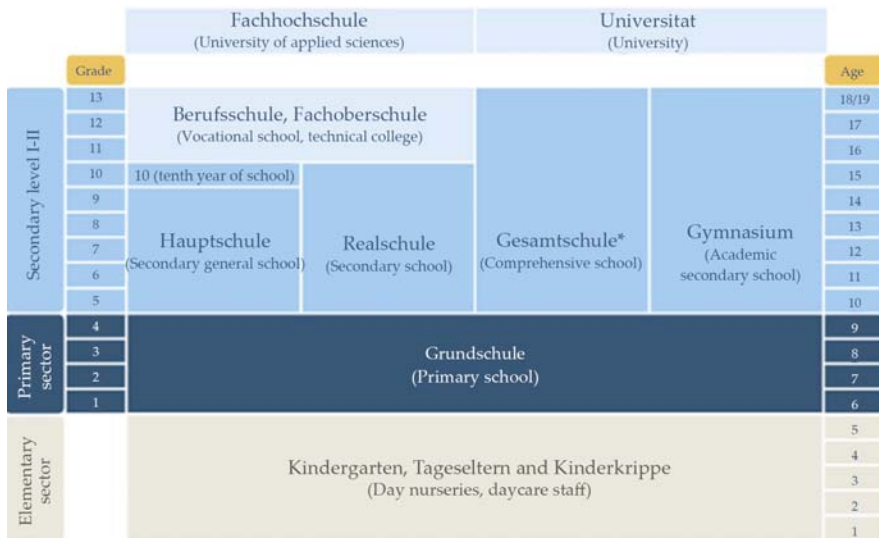 Fachhochschule
(University of applied sciences)
Universitat
(University)
Grade
Age
Secondary level I-II
13
12
11
10
9
8
7
6
5
Berufsschule, Fachoberschule
(Vocational school, technical college)
10 (tenth year of school)
Hauptschule
(Secondary general school)
Realschule
(Secondary school)
Gesamtschule*
(Comprehensive school)
Gymnasium
(Academic
secondary school)
18/19
17
16
15
14
13
12
11
10
Primary
sector
4
3
2
1
Grundschule
(Primary school)
9
8
7
6
Elementary
sector
Kindergarten, Tageseltern and Kinderkrippe
(Day nurseries, daycare staff)
5
4
3
2
1